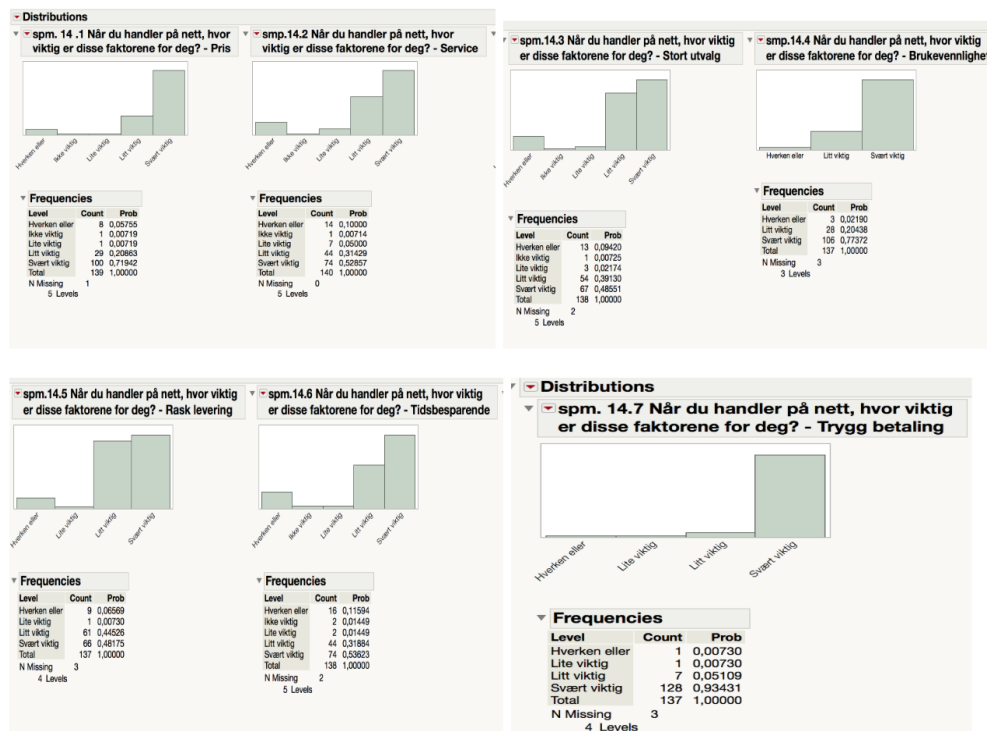 Distributions
spm. 14 .1 Når du handler på nett, hvor
viktig er disse faktorene for deg? - Pris
Hverken eller
Ikke viktig
Lite viktig
Litt viktig
Svært viktig
Frequencies
Level Count Prob
Hverken eller 8 0,05755
Ikke viktig 1 0,00719
Lite viktig 1 0,00719
Litt viktig 29 0,20863
Svært viktig 100 0,71942
Total 139 1,00000
N Missing 1
5 Levels
smp.14.2 Når du handler på nett, hvor
viktig er disse faktorene for deg? - Service
Hverken eller
Ikke viktig
Lite viktig
Litt viktig
Svært viktig
Frequencies
Level Count Prob
Hverken eller 14 0,10000
Ikke viktig 1 0,00714
Lite viktig 7 0,05000
Litt viktig 44 0,31429
Svært viktig 74 0,52857
Total 140 1,00000
N Missing 0
5 Levels
spm.14.3 Når du handler på nett, hvor viktig
er disse faktorene for deg? - Stort utvalg
Hverken eller
Ikke viktig
Lite viktig
Litt viktig
Svært viktig
Frequencies
Level Count Prob
Hverken eller 13 0,09420
Ikke viktig 1 0,00725
Lite viktig 3 0,02174
Litt viktig 54 0,39130
Svært viktig 67 0,48551
Total 138 1,00000
N Missing 2
5 Levels
smp.14.4 Når du handler på nett, hvor viktig
er disse faktorene for deg? - Brukevennlighet
Hverken eller
Litt viktig
Svært viktig
Frequencies
Level Count Prob
Hverken eller 3 0,02190
Litt viktig 28 0,20438
Svært viktig 106 0,77372
Total 137 1,00000
N Missing 3
3 Levels
spm.14.5 Når du handler på nett, hvor viktig
er disse faktorene for deg? - Rask levering
Hverken eller
Lite viktig
Litt viktig
Svært viktig
Frequencies
Level Count Prob
Hverken eller 9 0,06569
Lite viktig 1 0,00730
Litt viktig 61 0,44526
Svært viktig 66 0,48175
Total 137 1,00000
N Missing 3
4 Levels
spm.14.6 Når du handler på nett, hvor viktig
er disse faktorene for deg? - Tidsbesparende
Hverken eller
Ikke viktig
Lite viktig
Litt viktig
Svært viktig
Frequencies
Level Count Prob
Hverken eller 16 0,11594
Ikke viktig 2 0,01449
Lite viktig 2 0,01449
Litt viktig 44 0,31884
Svært viktig 74 0,53623
Total 138 1,00000
N Missing 2
5 Levels
Distributions
spm. 14.7 Når du handler på nett, hvor viktig
er disse faktorene for deg? - Trygg betaling
Hverken eller
Lite viktig
Litt viktig
Svært viktig
Frequencies
Level Count Prob
Hverken eller 1 0,00730
Lite viktig 1 0,00730
Litt viktig 7 0,05109
Svært viktig 128 0,93431
Total 137 1,00000
N Missing 3
4 Levels